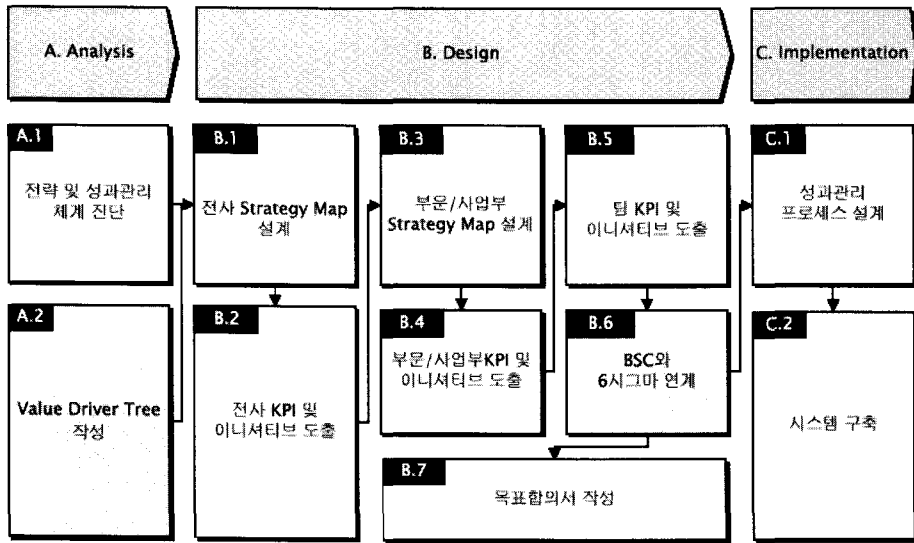 A. Analysis
B. Design
C. Implementation
A.1
전략 및 성과관리
체계 진단
A.2
Value Driver Tree
작성
B.1
전사 Strategy Map
설계
B.2
전사 KPI 및
이니셔티브 도출
B.3
부운/사업부
Strategy Map 설계
B.4
부문/사업부KPI 및
이니셔티브 도출
B.5
팀 KPI 및
이니셔티브 도출
B.6
BSC와
6시그마 연계
B.7
목표합의서 작성
C.1
성과관리
프로세스 설계
C.2
시스템 구축